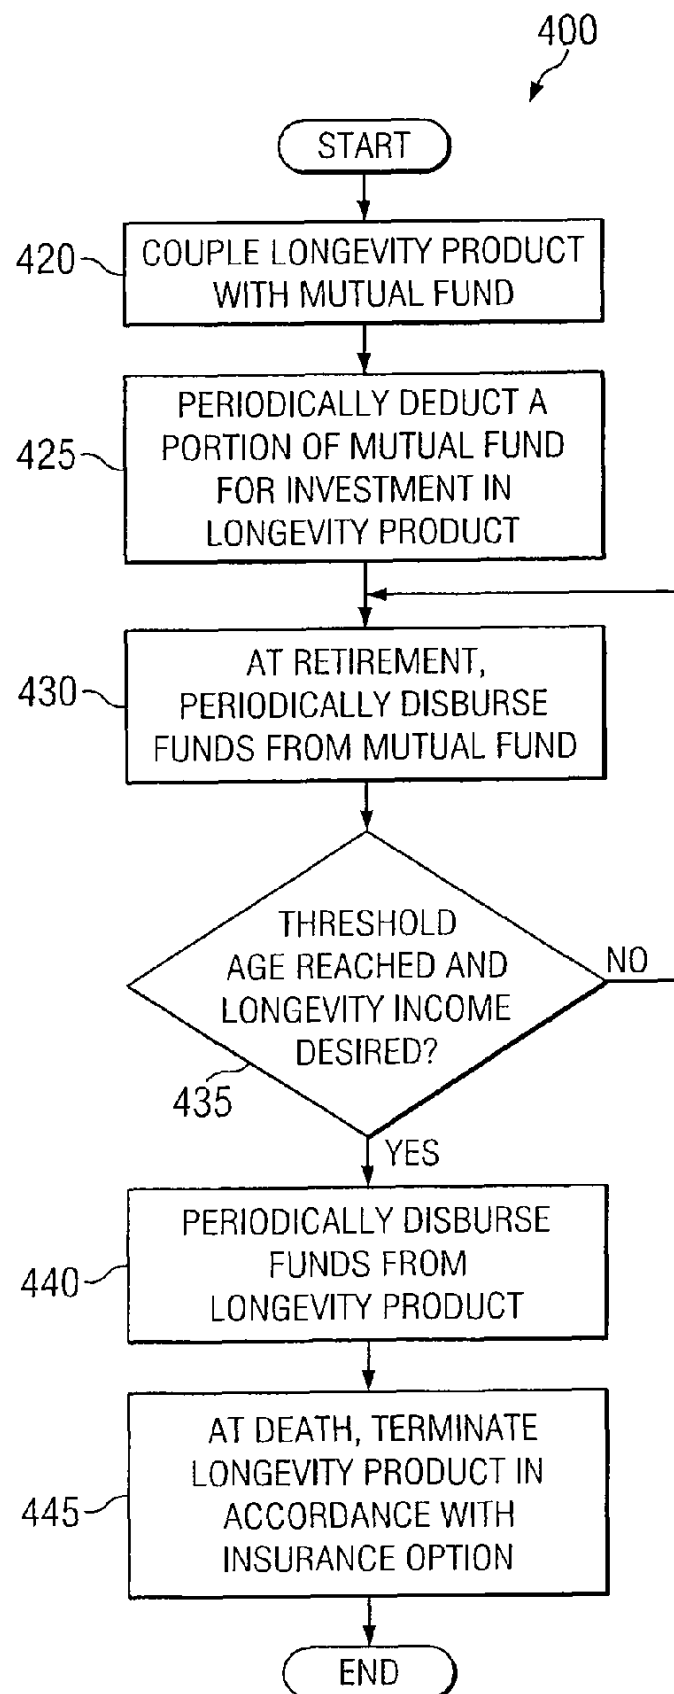 400
START
420
COUPLE LONGEVITY PRODUCT
WITH MUTUAL FUND
425
PERIODICALLY DEDUCT A
PORTION OF MUTUAL FUND
FOR INVESTMENT IN
LONGEVITY PRODUCT
430
AT RETIREMENT,
PERIODICALLY DISBURSE
FUNDS FROM MUTUAL FUND
THRESHOLD
AGE REACHED AND
LONGEVITY INCOME
DESIRED?
NO
435
YES
440
PERIODICALLY DISBURSE
FUNDS FROM
LONGEVITY PRODUCT
445
AT DEATH, TERMINATE
LONGEVITY PRODUCT IN
ACCORDANCE WITH
INSURANCE OPTION
END